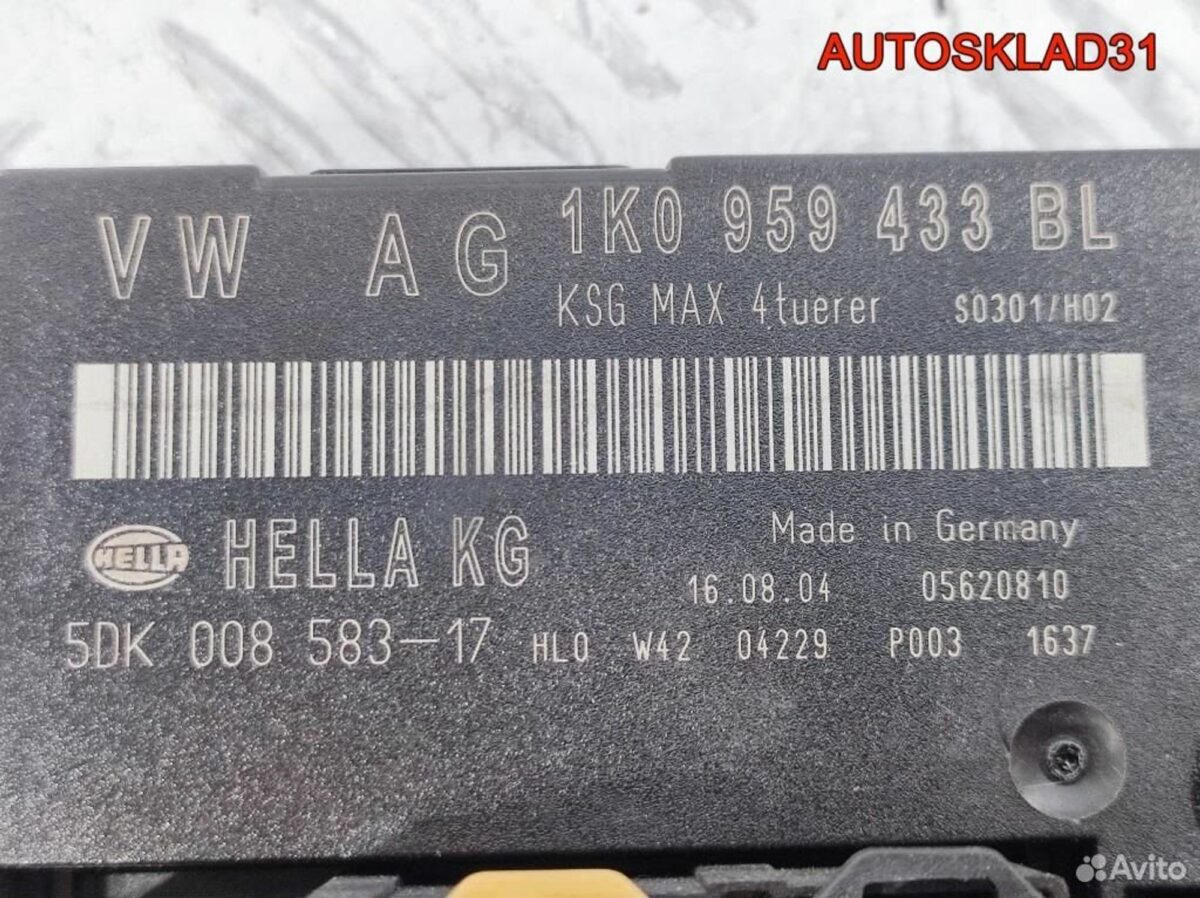 AUTOSKLAD31
VW AG 1K0 959 433 BL
KSG MAX 4tuerer S0301/H02
HELLA HELLA KG Made in Germany
16.08.04 05620810
5DK 008 583-17 HL0 W42 04229 P003 1637
Avito